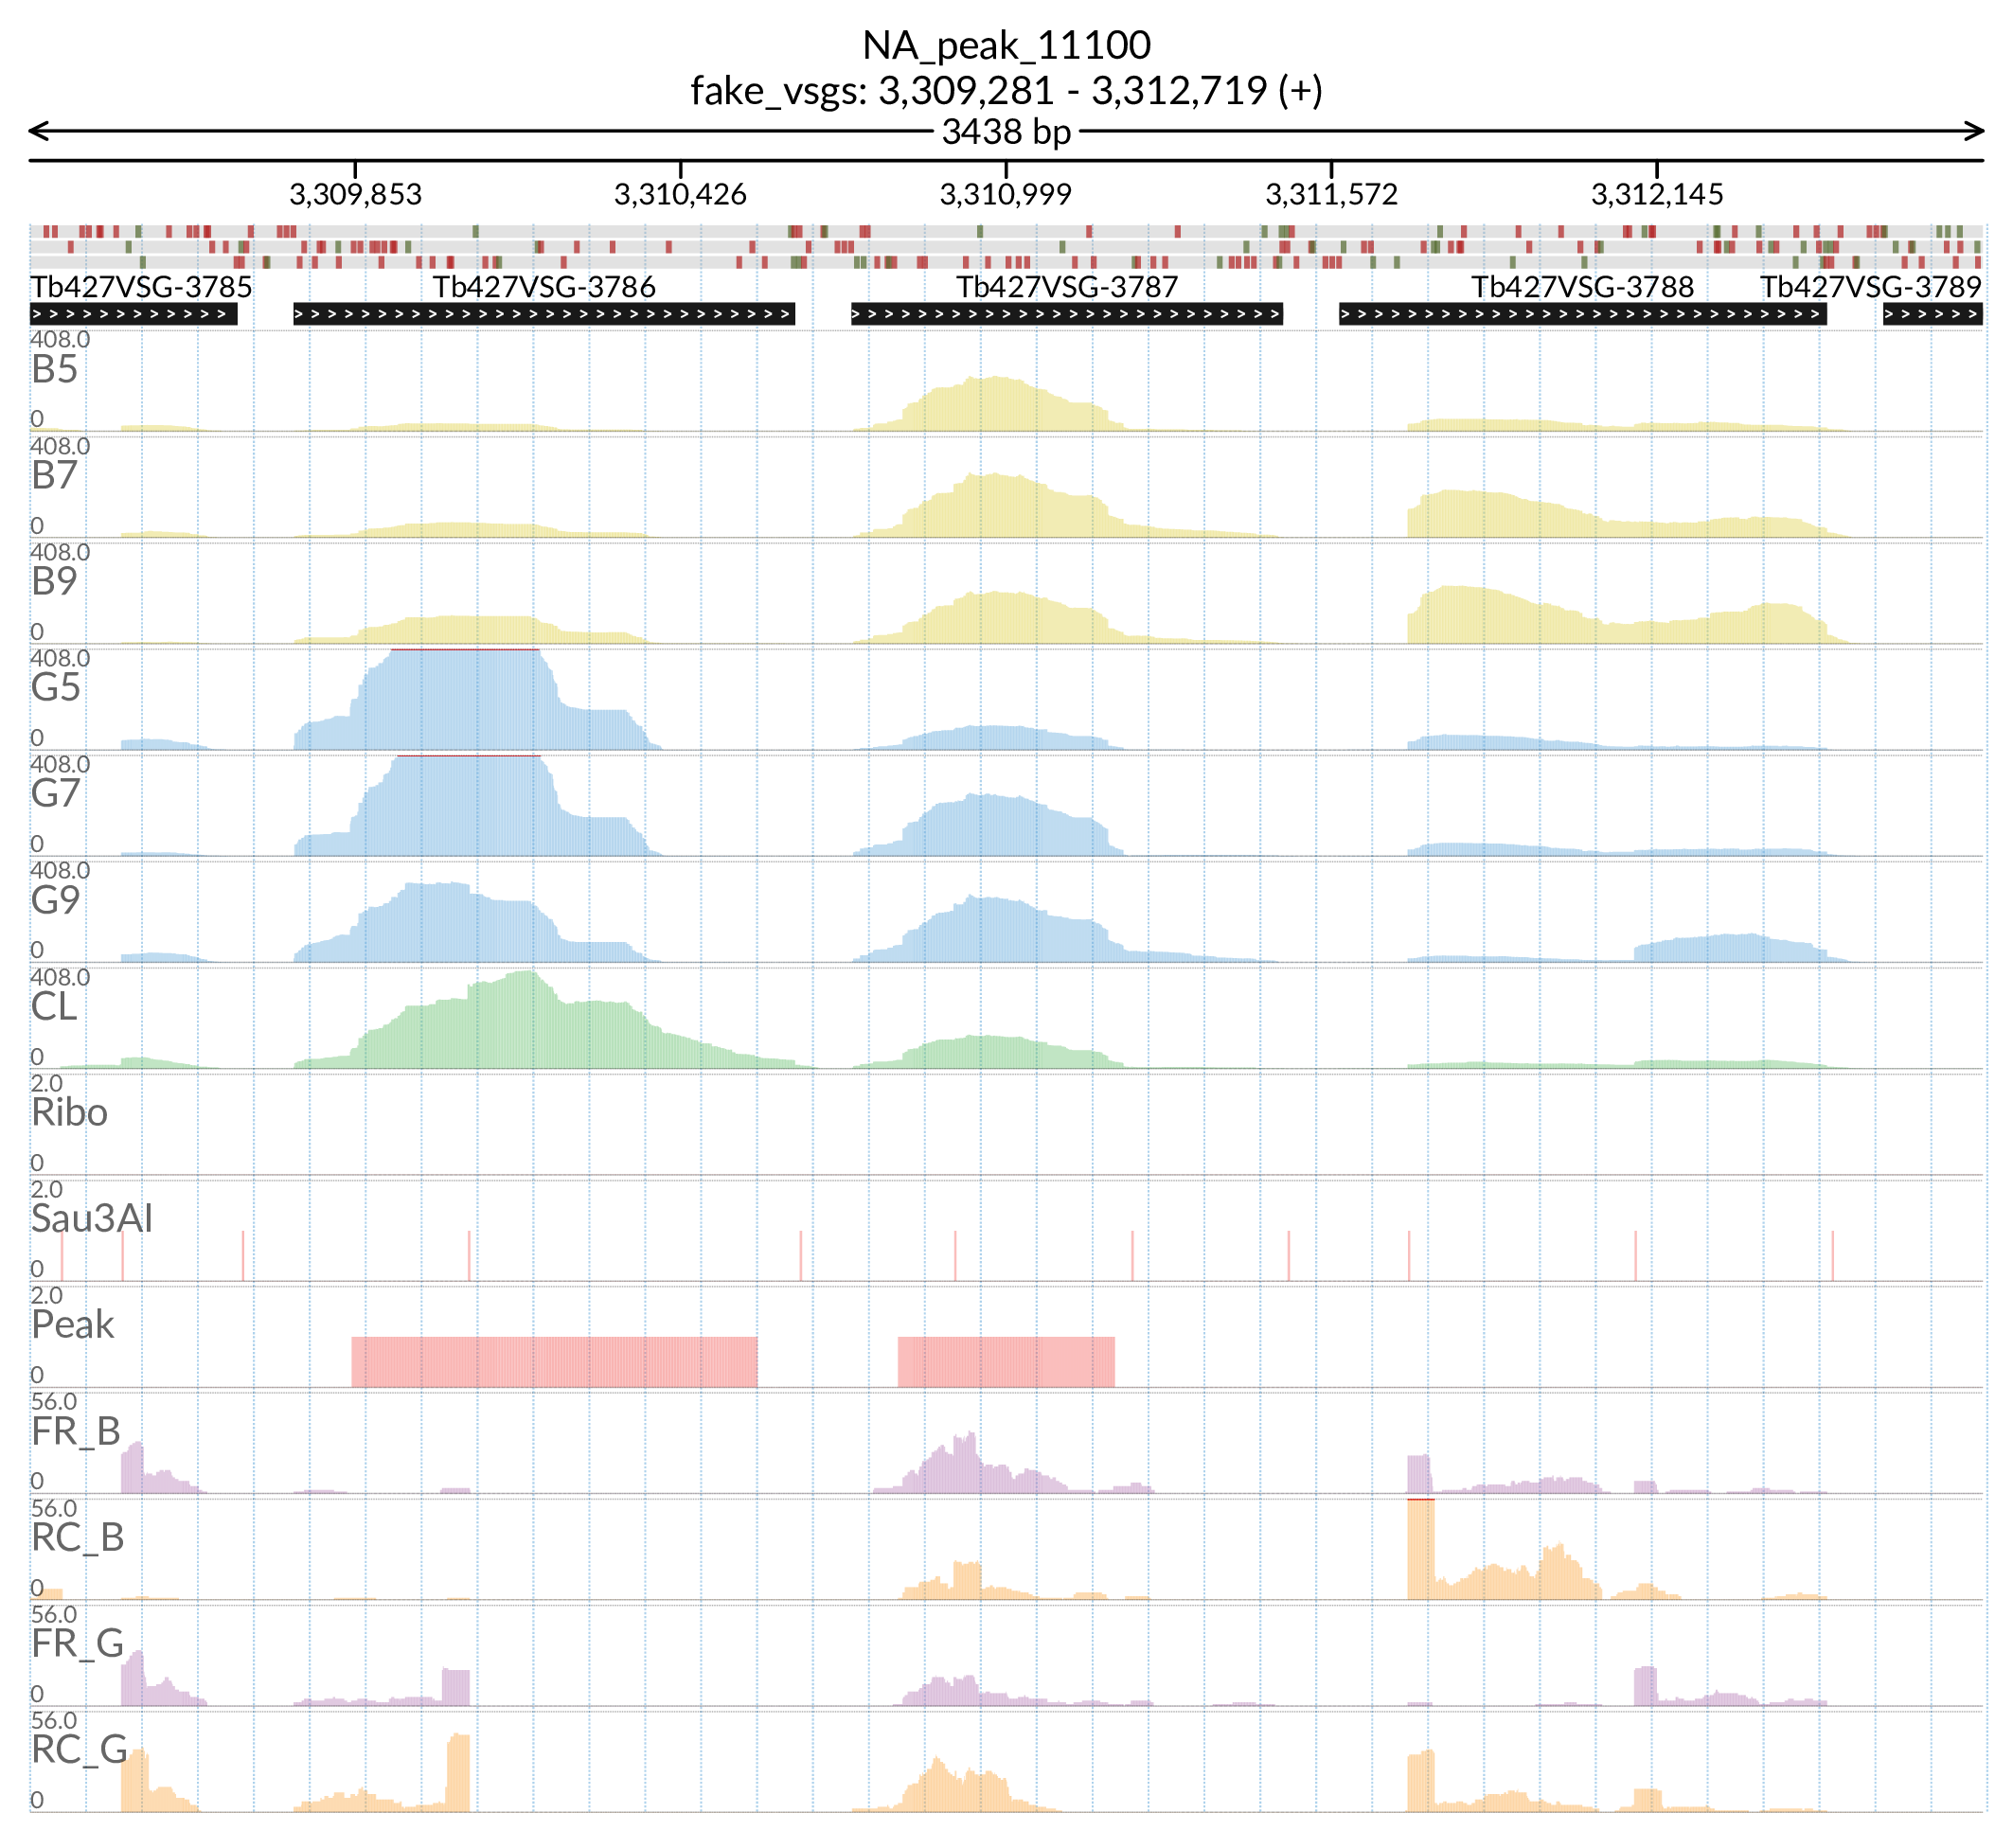 NA_peak_11100
fake_vsgs: 3,309,281 - 3,312,719 (+)
3438 bp
3,309,853 3,310,426 3,310,999 3,311,572 3,312,145
Tb427VSG-3785 Tb427VSG-3786 Tb427VSG-3787 Tb427VSG-3788 Tb427VSG-3789
408.0
B5
0
408.0
B7
0
408.0
B9
0
408.0
G5
0
408.0
G7
0
408.0
G9
0
408.0
CL
0
2.0
Ribo
0
2.0
Sau3AI
0
2.0
Peak
0
56.0
FR_B
0
56.0
RC_B
0
56.0
FR_G
0
56.0
RC_G
0